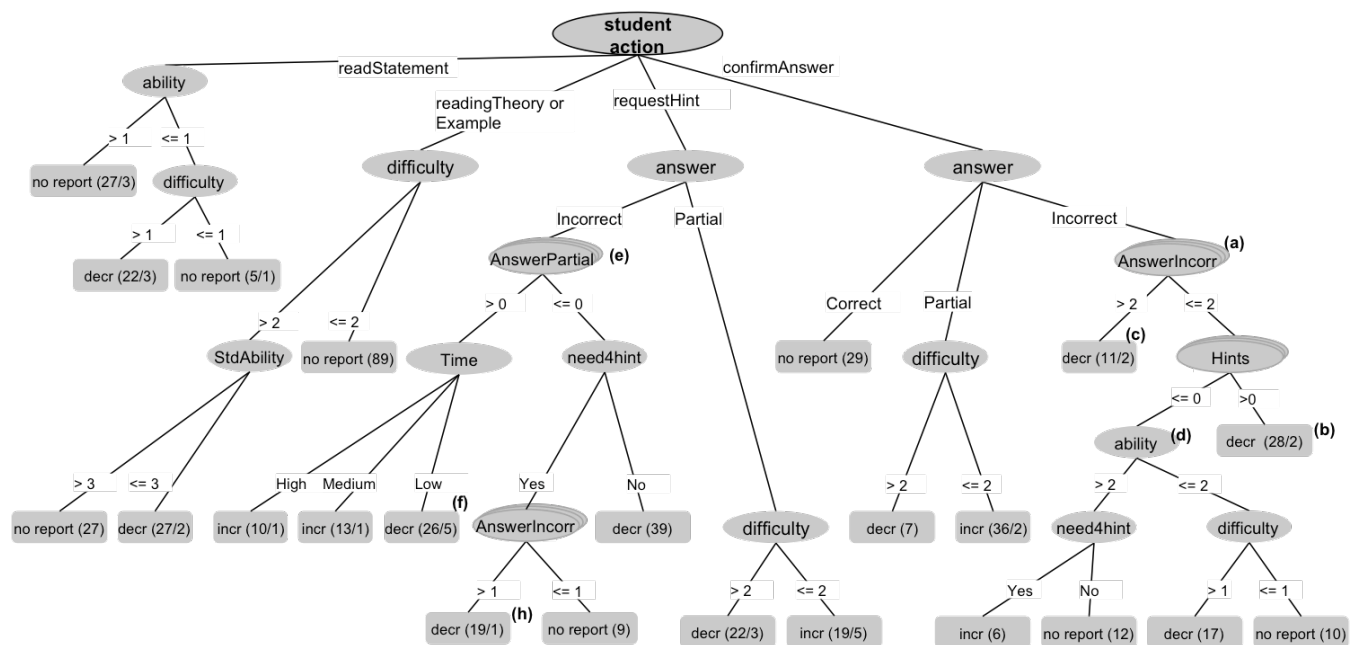 student
action
readStatement
confirmAnswer
ability
readingTheory or
Example
requestHint
> 1
<= 1
difficulty
answer
answer
no report (27/3)
difficulty
Incorrect
Partial
Incorrect
> 1
<= 1
AnswerPartial
(e)
AnswerIncorr
(a)
decr (22/3)
no report (5/1)
> 0
<= 0
Correct
Partial
> 2
<= 2
> 2
<= 2
(c)
StdAbility
no report (89)
Time
need4hint
no report (29)
difficulty
decr (11/2)
Hints
<= 0
>0
ability
(d)
decr (28/2)
(b)
> 3
<= 3
High
Medium
Low
Yes
No
> 2
<= 2
> 2
<= 2
(f)
no report (27)
decr (27/2)
incr (10/1)
incr (13/1)
decr (26/5)
AnswerIncorr
decr (39)
difficulty
decr (7)
incr (36/2)
need4hint
difficulty
> 1
<= 1
> 2
<= 2
Yes
No
> 1
<= 1
(h)
decr (19/1)
no report (9)
decr (22/3)
incr (19/5)
incr (6)
no report (12)
decr (17)
no report (10)